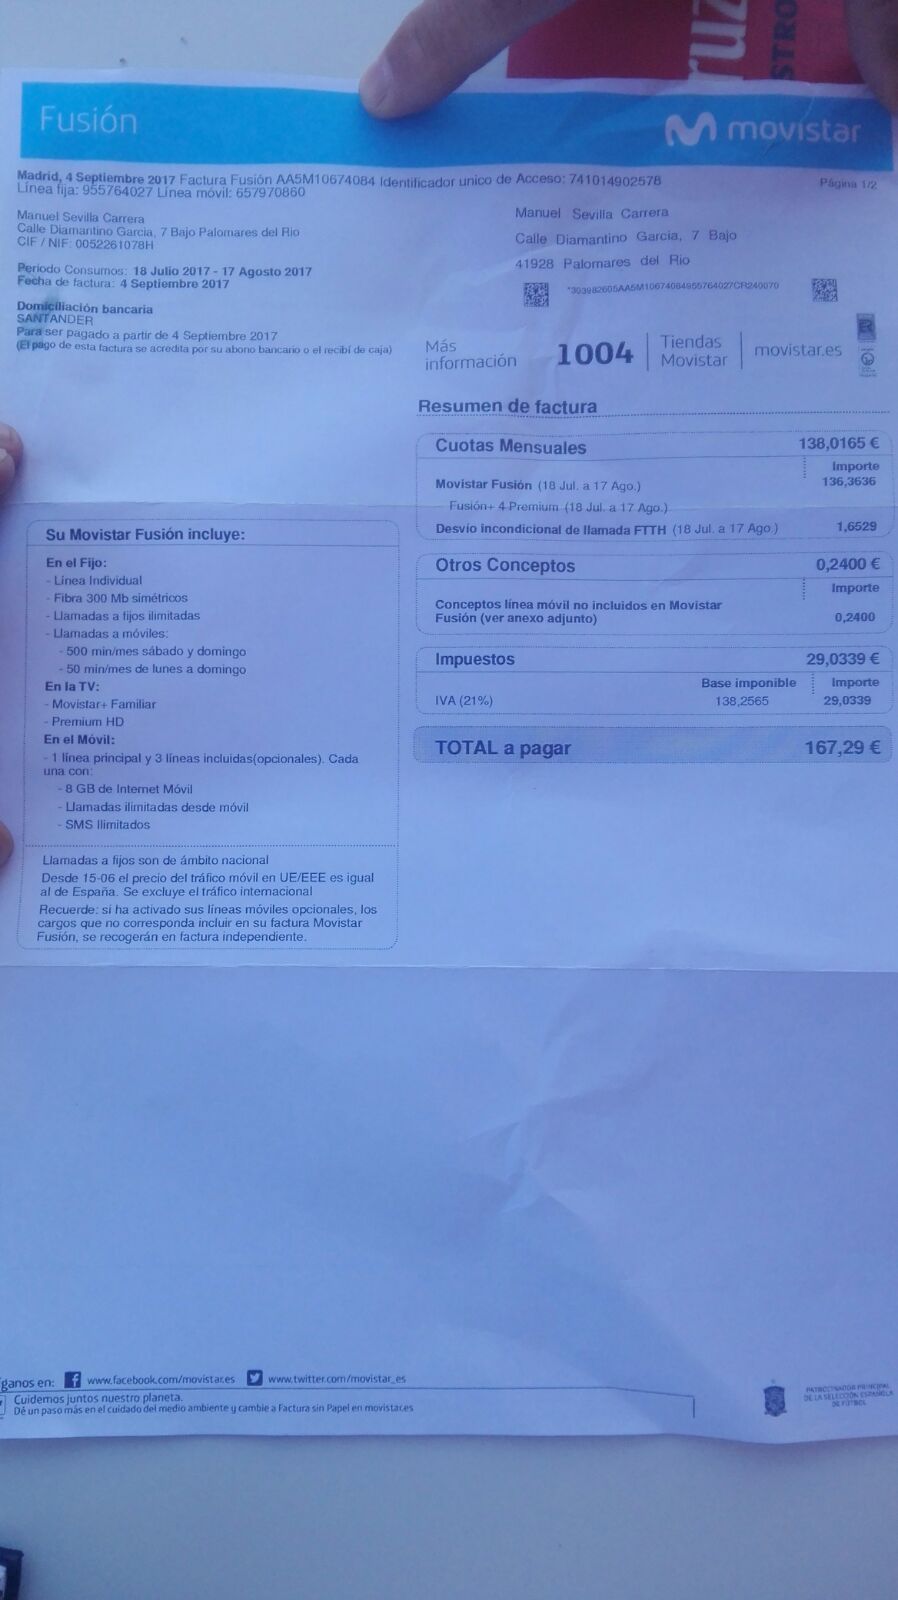 ruz
STRO
Fusión
movistar
Madrid, 4 Septiembre 2017 Factura Fusión AA5M10674084 Identificador unico de Acceso: 741014902578
Línea fija: 955764027 Línea móvil: 657970860
Página 1/2
Manuel Sevilla Carrera
Calle Diamantino Garcia, 7 Bajo Palomares del Rio
CIF / NIF: 0052261078H
Periodo Consumos: 18 Julio 2017 - 17 Agosto 2017
Fecha de factura: 4 Septiembre 2017
Domiciliación bancaria
SANTANDER
Para ser pagado a partir de 4 Septiembre 2017
(El pago de esta factura se acredita por su abono bancario o el recibí de caja)
Manuel Sevilla Carrera
Calle Diamantino Garcia, 7 Bajo
41928 Palomares del Rio
Más información
1004
Tiendas Movistar
movistar.es
Resumen de factura
Cuotas Mensuales 138,0165 €
Importe
Movistar Fusión (18 Jul. a 17 Ago.) 136,3636
Fusión+ 4 Premium (18 Jul. a 17 Ago.)
Desvío incondicional de llamada FTTH (18 Jul. a 17 Ago.) 1,6529
Otros Conceptos 0,2400 €
Importe
Conceptos línea móvil no incluidos en Movistar
Fusión (ver anexo adjunto) 0,2400
Impuestos 29,0339 €
Base imponible Importe
IVA (21%) 138,2565 29,0339
TOTAL a pagar 167,29 €
Su Movistar Fusión incluye:
En el Fijo:
- Línea Individual
- Fibra 300 Mb simétricos
- Llamadas a fijos ilimitadas
- Llamadas a móviles:
- 500 min/mes sábado y domingo
- 50 min/mes de lunes a domingo
En la TV:
- Movistar+ Familiar
- Premium HD
En el Móvil:
- 1 línea principal y 3 líneas incluidas(opcionales). Cada
una con:
- 8 GB de Internet Móvil
- Llamadas ilimitadas desde móvil
- SMS Ilimitados
Llamadas a fijos son de ámbito nacional
Desde 15-06 el precio del tráfico móvil en UE/EEE es igual
al de España. Se excluye el tráfico internacional
Recuerde: si ha activado sus líneas móviles opcionales, los
cargos que no corresponda incluir en su factura Movistar
Fusión, se recogerán en factura independiente.
ganos en: www.facebook.com/movistar.es www.twitter.com/movistar_es
Cuidemos juntos nuestro planeta.
Dé un paso más en el cuidado del medio ambiente y cambie a Factura sin Papel en movistar.es
PATROCINADOR PRINCIPAL
DE LA SELECCIÓN ESPAÑOLA
DE FÚTBOL